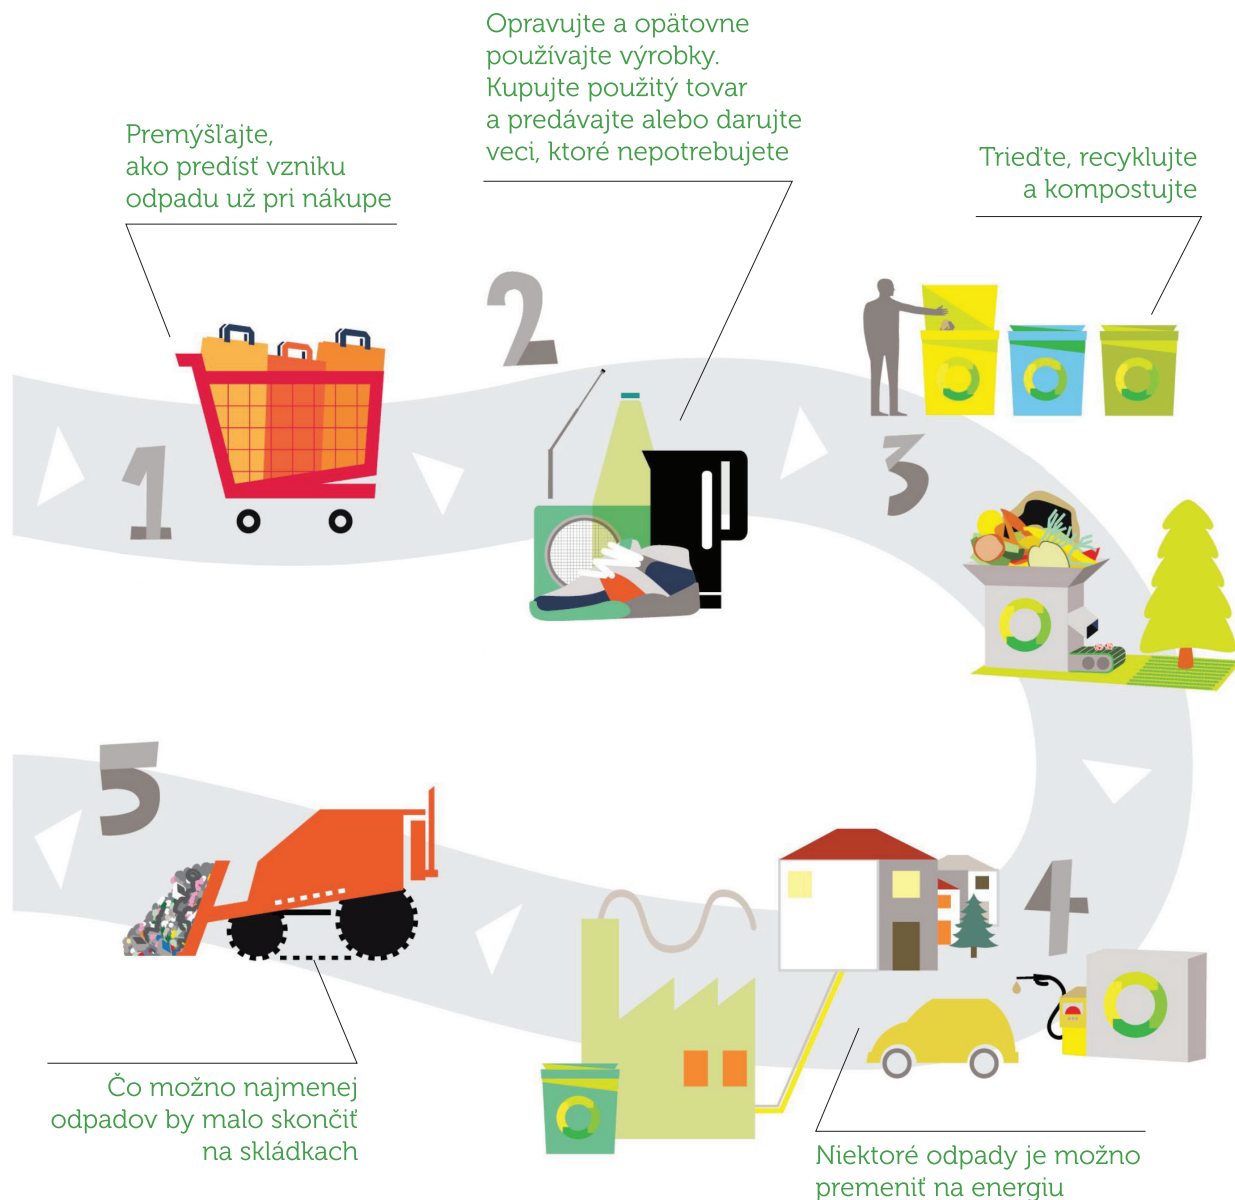 Opravujte a opätovne
používajte výrobky.
Kupujte použitý tovar
a predávajte alebo darujte
veci, ktoré nepotrebujete
Premýšľajte,
ako predísť vzniku
odpadu už pri nákupe
Trieďte, recyklujte
a kompostujte
2
3
1
5
4
Čo možno najmenej
odpadov by malo skončiť
na skládkach
Niektoré odpady je možno
premeniť na energiu